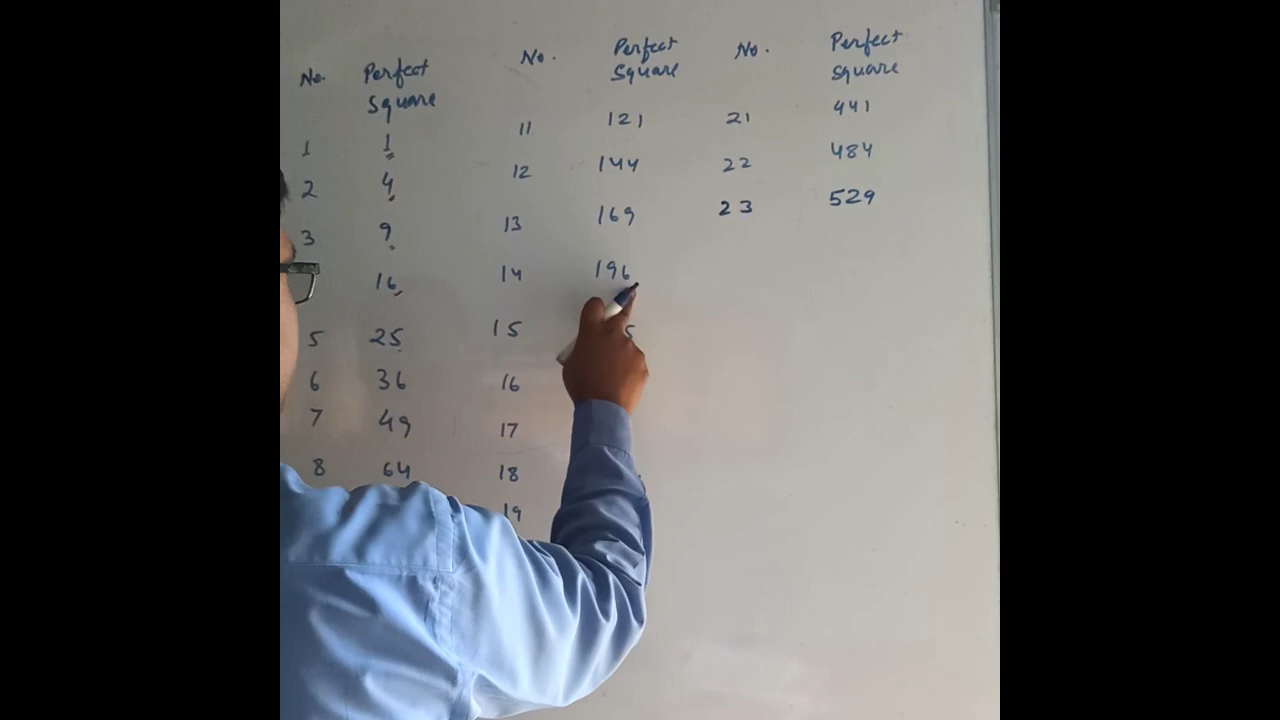 No. Perfect Square No. Perfect Square No. Perfect Square
1 1 11 121 21 441
2 4 12 144 22 484
3 9 13 169 23 529
16 14 196
5 25 15 5
6 36 16
7 49 17
8 64 18
19